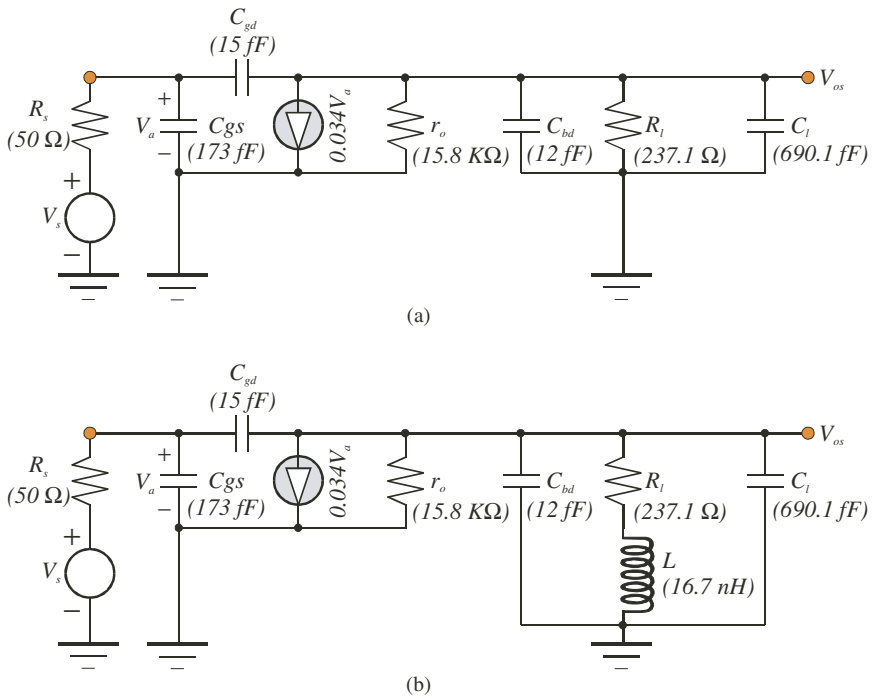 C_gd
(15 fF)
R_s
(50 Ω)
+
V_a
−
Cgs
(173 fF)
0.034V_a
r_o
(15.8 KΩ)
C_bd
(12 fF)
R_l
(237.1 Ω)
C_l
(690.1 fF)
V_os
+
V_s
−
(a)
C_gd
(15 fF)
R_s
(50 Ω)
+
V_a
−
Cgs
(173 fF)
0.034V_a
r_o
(15.8 KΩ)
C_bd
(12 fF)
R_l
(237.1 Ω)
C_l
(690.1 fF)
V_os
+
V_s
−
L
(16.7 nH)
(b)